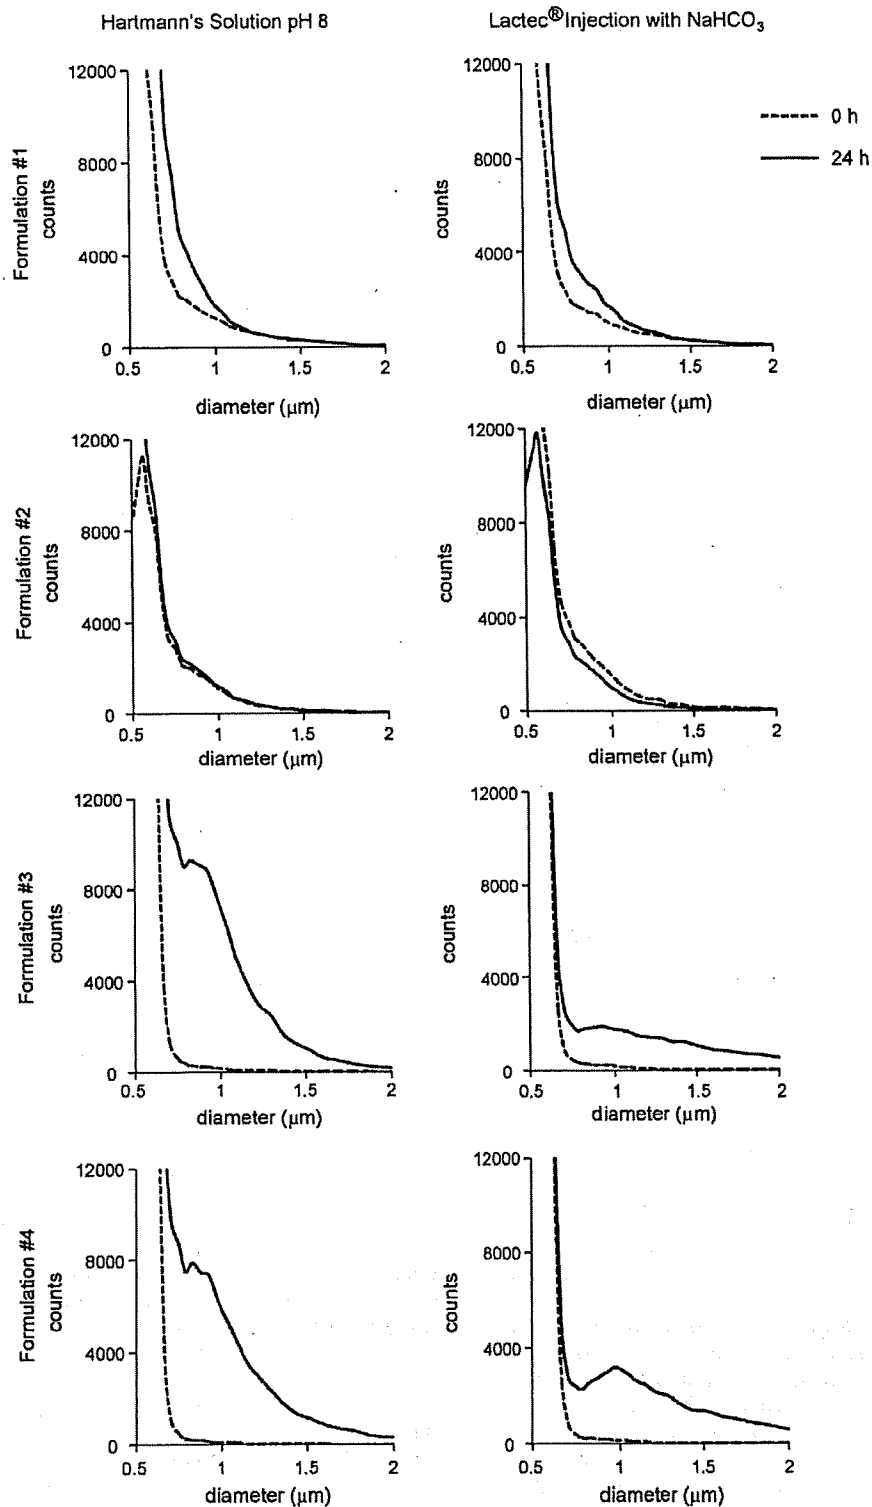 Hartmann's Solution pH 8
Lactec® Injection with NaHCO3
0 h
24 h
Formulation #1
counts
12000
8000
4000
0
0.5
1
1.5
2
diameter (μm)
counts
12000
8000
4000
0
0.5
1
1.5
2
diameter (μm)
Formulation #2
counts
12000
8000
4000
0
0.5
1
1.5
2
diameter (μm)
counts
12000
8000
4000
0
0.5
1
1.5
2
diameter (μm)
Formulation #3
counts
12000
8000
4000
0
0.5
1
1.5
2
diameter (μm)
counts
12000
8000
4000
0
0.5
1
1.5
2
diameter (μm)
Formulation #4
counts
12000
8000
4000
0
0.5
1
1.5
2
diameter (μm)
counts
12000
8000
4000
0
0.5
1
1.5
2
diameter (μm)